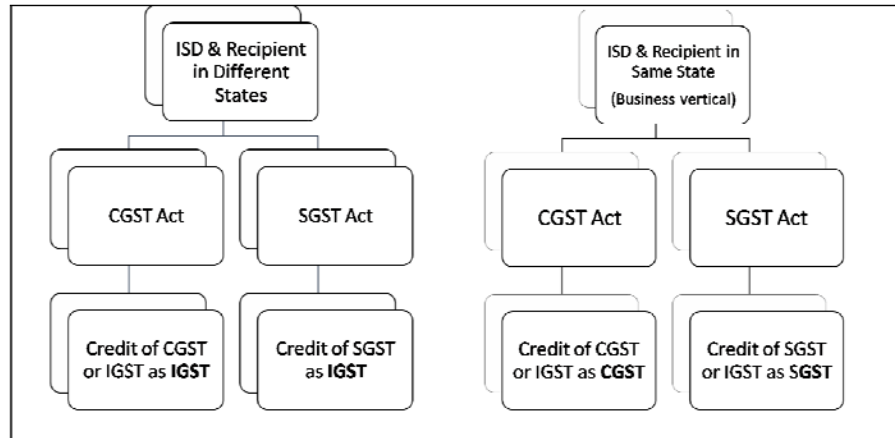 ISD & Recipient
in Different
States
CGST Act
SGST Act
Credit of CGST
or IGST as IGST
Credit of SGST
as IGST
ISD & Recipient in
Same State
(Business vertical)
CGST Act
SGST Act
Credit of CGST
or IGST as CGST
Credit of SGST
or IGST as SGST